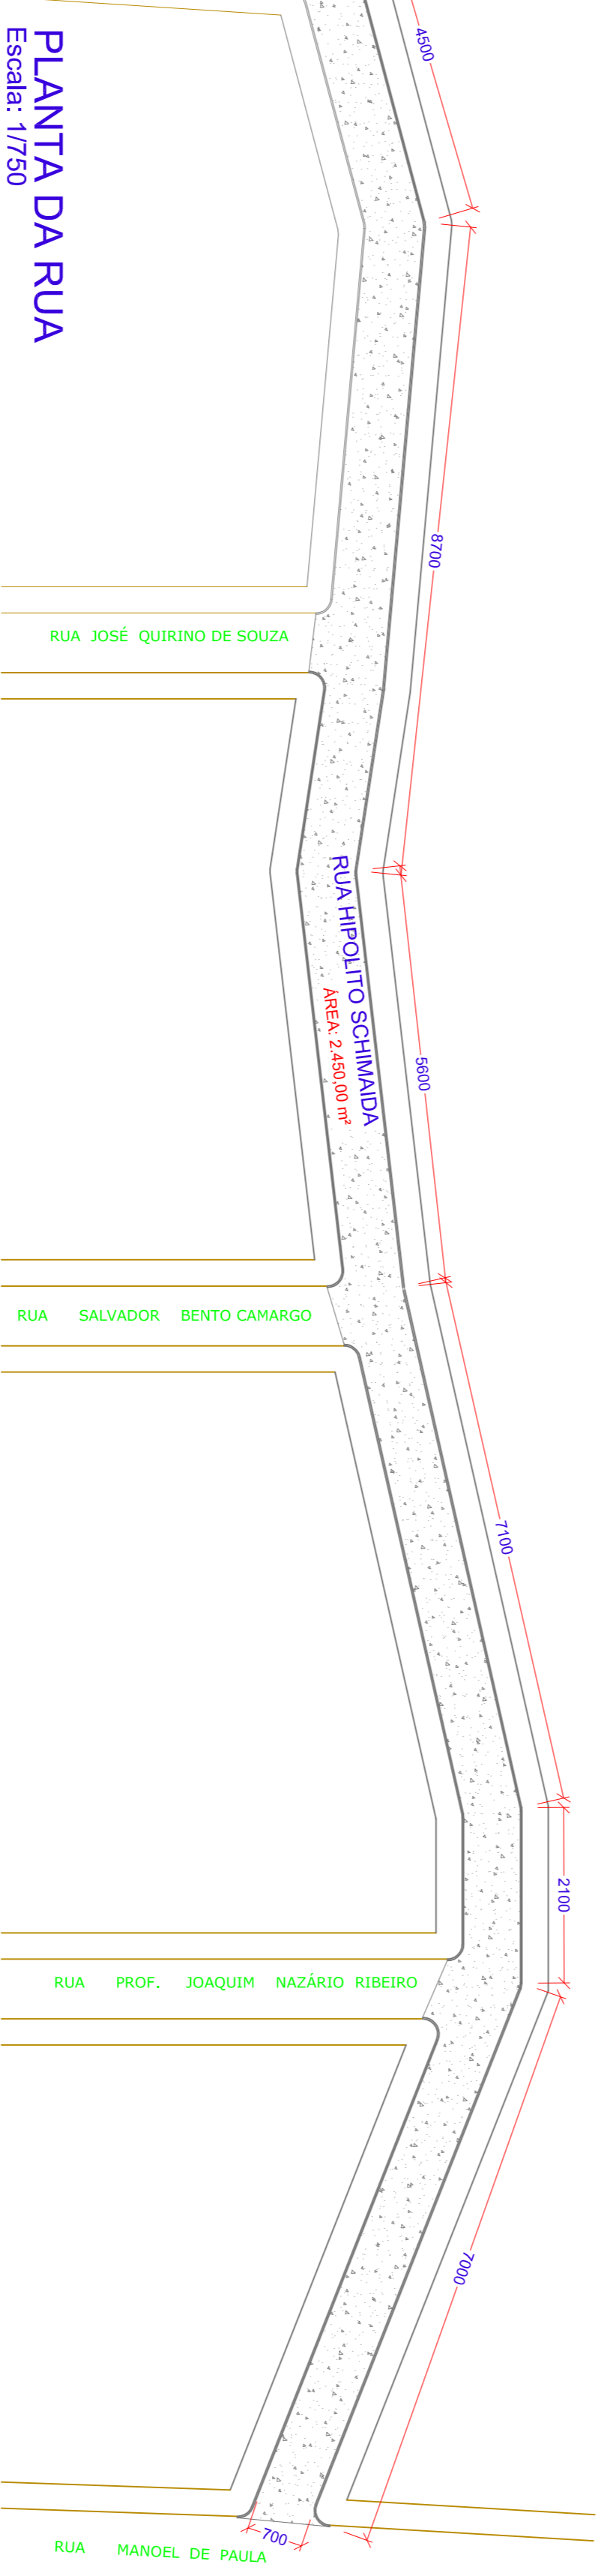 PLANTA DA RUA
Escala: 1/750
4500
8700
RUA JOSÉ QUIRINO DE SOUZA
RUA HIPOLITO SCHIMAIDA
ÁREA: 2.450,00 m²
5600
RUA SALVADOR BENTO CAMARGO
7100
2100
RUA PROF. JOAQUIM NAZÁRIO RIBEIRO
7000
700
RUA MANOEL DE PAULA